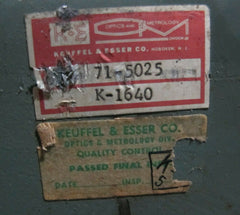 K+E
OPTICS AND METROLOGY
KEUFFEL & ESSER CO. HOBOKEN, N. J.
71-5025
K-1640
KEUFFEL & ESSER CO.
OPTICS & METROLOGY DIV.
QUALITY CONTROL
PASSED FINAL
DATE INSP.